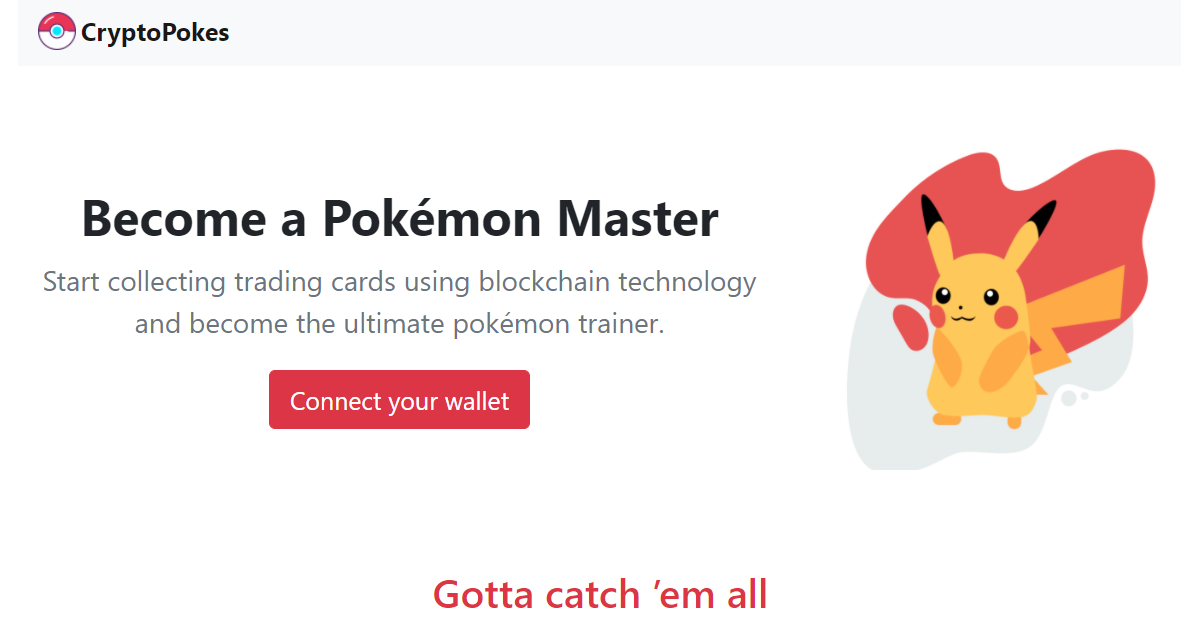 CryptoPokes
Become a Pokémon Master
Start collecting trading cards using blockchain technology
and become the ultimate pokémon trainer.
Connect your wallet
Gotta catch ’em all